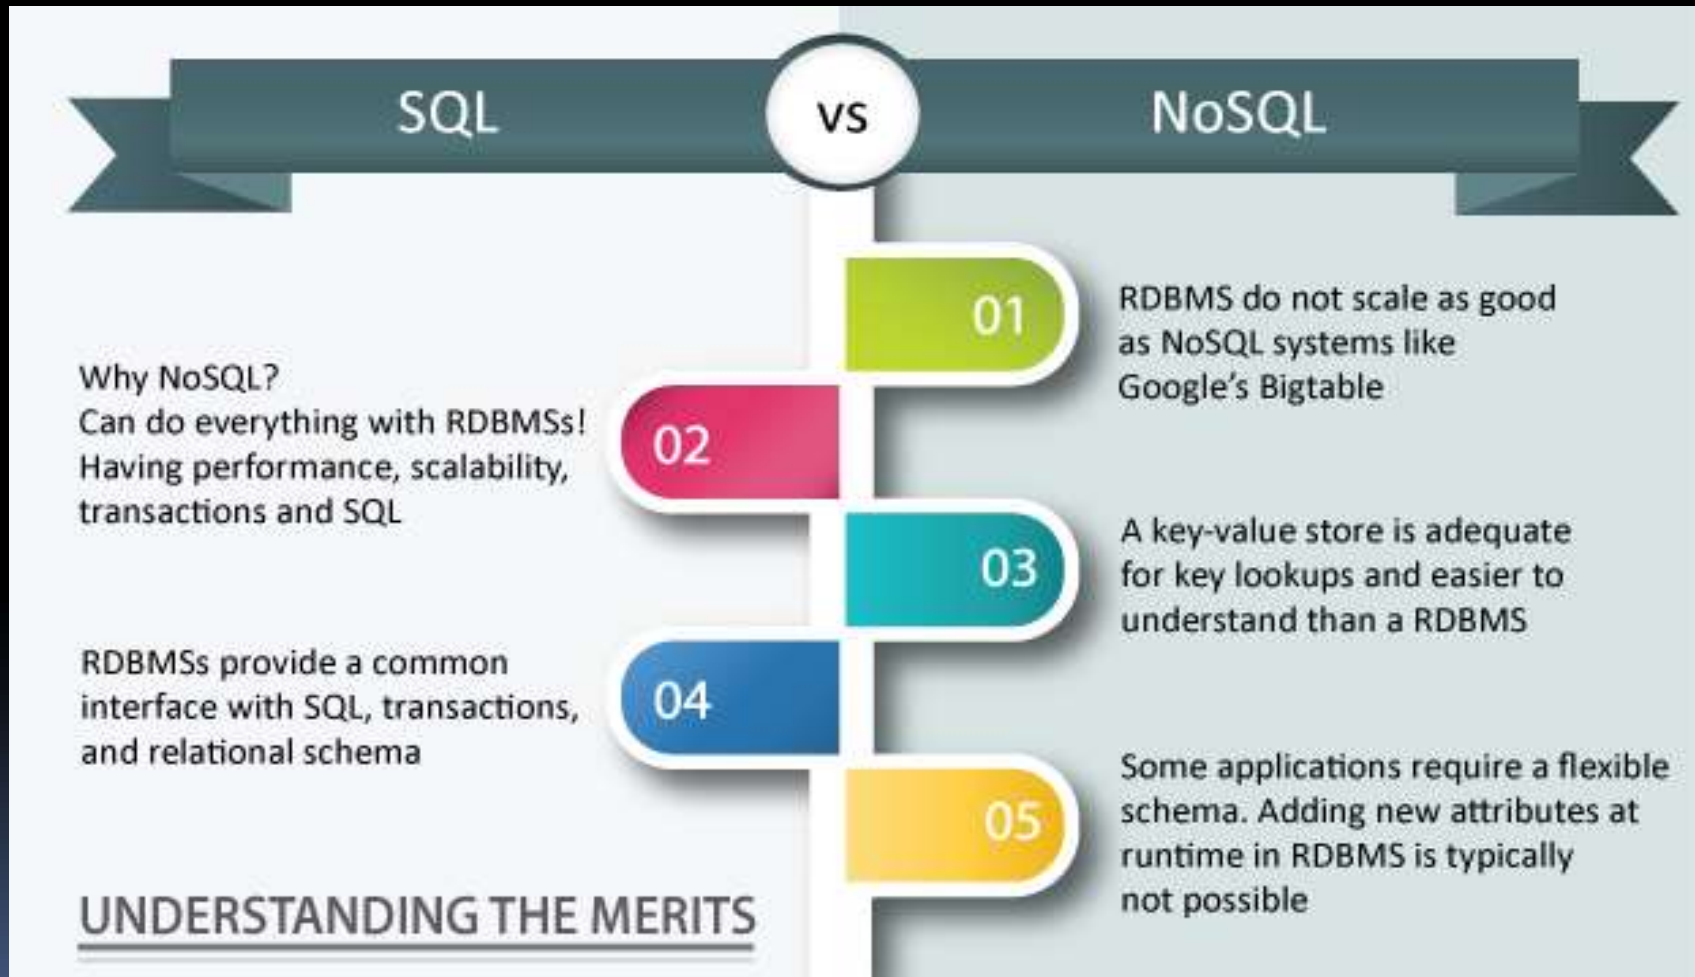 SQL
vs
NoSQL
01
RDBMS do not scale as good
as NoSQL systems like
Google's Bigtable
Why NoSQL?
Can do everything with RDBMSs!
Having performance, scalability,
transactions and SQL
02
03
A key-value store is adequate
for key lookups and easier to
understand than a RDBMS
RDBMSs provide a common
interface with SQL, transactions,
and relational schema
04
05
Some applications require a flexible
schema. Adding new attributes at
runtime in RDBMS is typically
not possible
UNDERSTANDING THE MERITS